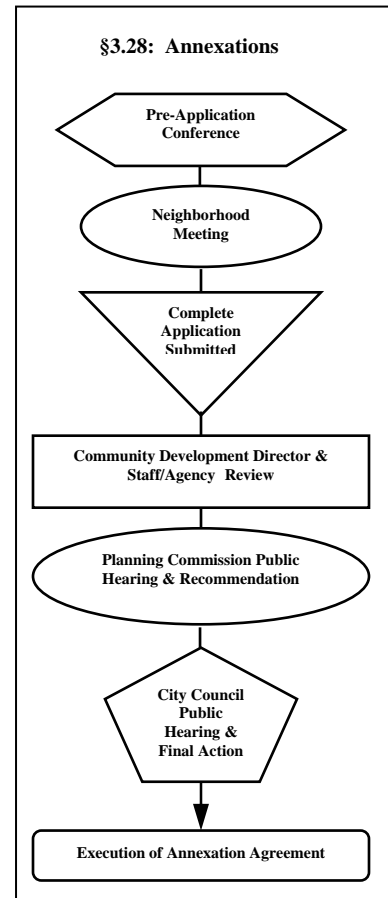 §3.28: Annexations
Pre-Application
Conference
Neighborhood
Meeting
Complete
Application
Submitted
Community Development Director &
Staff/Agency Review
Planning Commission Public
Hearing & Recommendation
City Council
Public
Hearing &
Final Action
Execution of Annexation Agreement